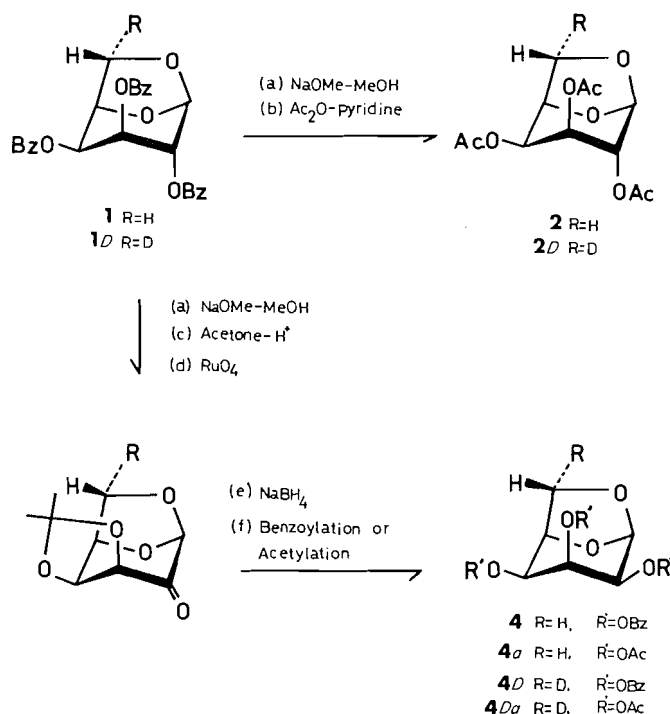 R
H
O
OBz
O
BzO
OBz
1 R=H
1D R=D
(a) NaOMe-MeOH
(b) Ac₂O-pyridine
R
H
O
OAc
O
AcO
OAc
2 R=H
2D R=D
(a) NaOMe-MeOH
(c) Acetone-H⁺
(d) RuO₄
R
H
O
O
O
O
O
(e) NaBH₄
(f) Benzoylation or
Acetylation
R
H
O
OR'
O
R'O
OR'
4 R=H, R'=OBz
4a R=H, R'=OAc
4D R=D, R'=OBz
4Da R=D, R'=OAc